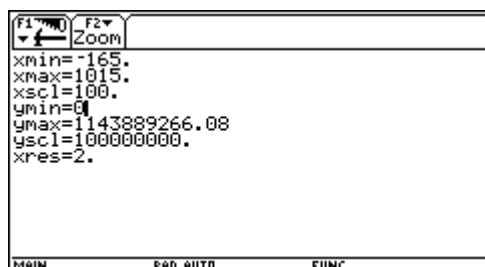 F1 F2
Zoom
xmin=-165.
xmax=1015.
xscl=100.
ymin=0
ymax=1143889266.08
yscl=100000000.
xres=2.
MAIN RAD AUTO FUNC